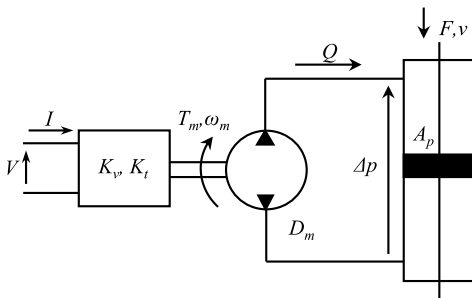 F,v
Q
I
T_m,ω_m
A_p
V
K_v, K_t
Δp
D_m